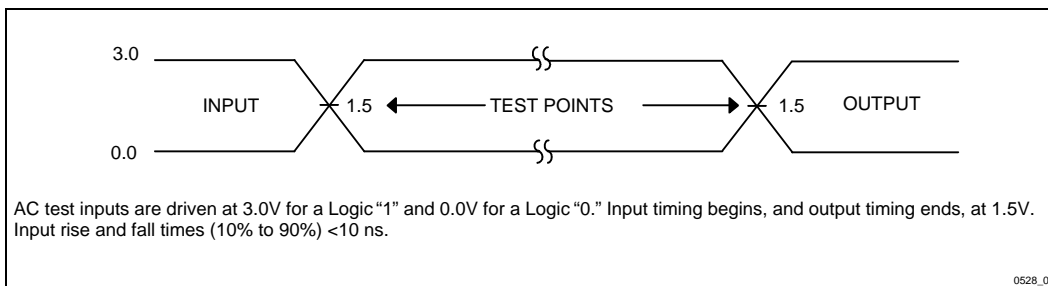 3.0
INPUT 1.5 TEST POINTS 1.5 OUTPUT
0.0
AC test inputs are driven at 3.0V for a Logic “1” and 0.0V for a Logic “0.” Input timing begins, and output timing ends, at 1.5V.
Input rise and fall times (10% to 90%) <10 ns.